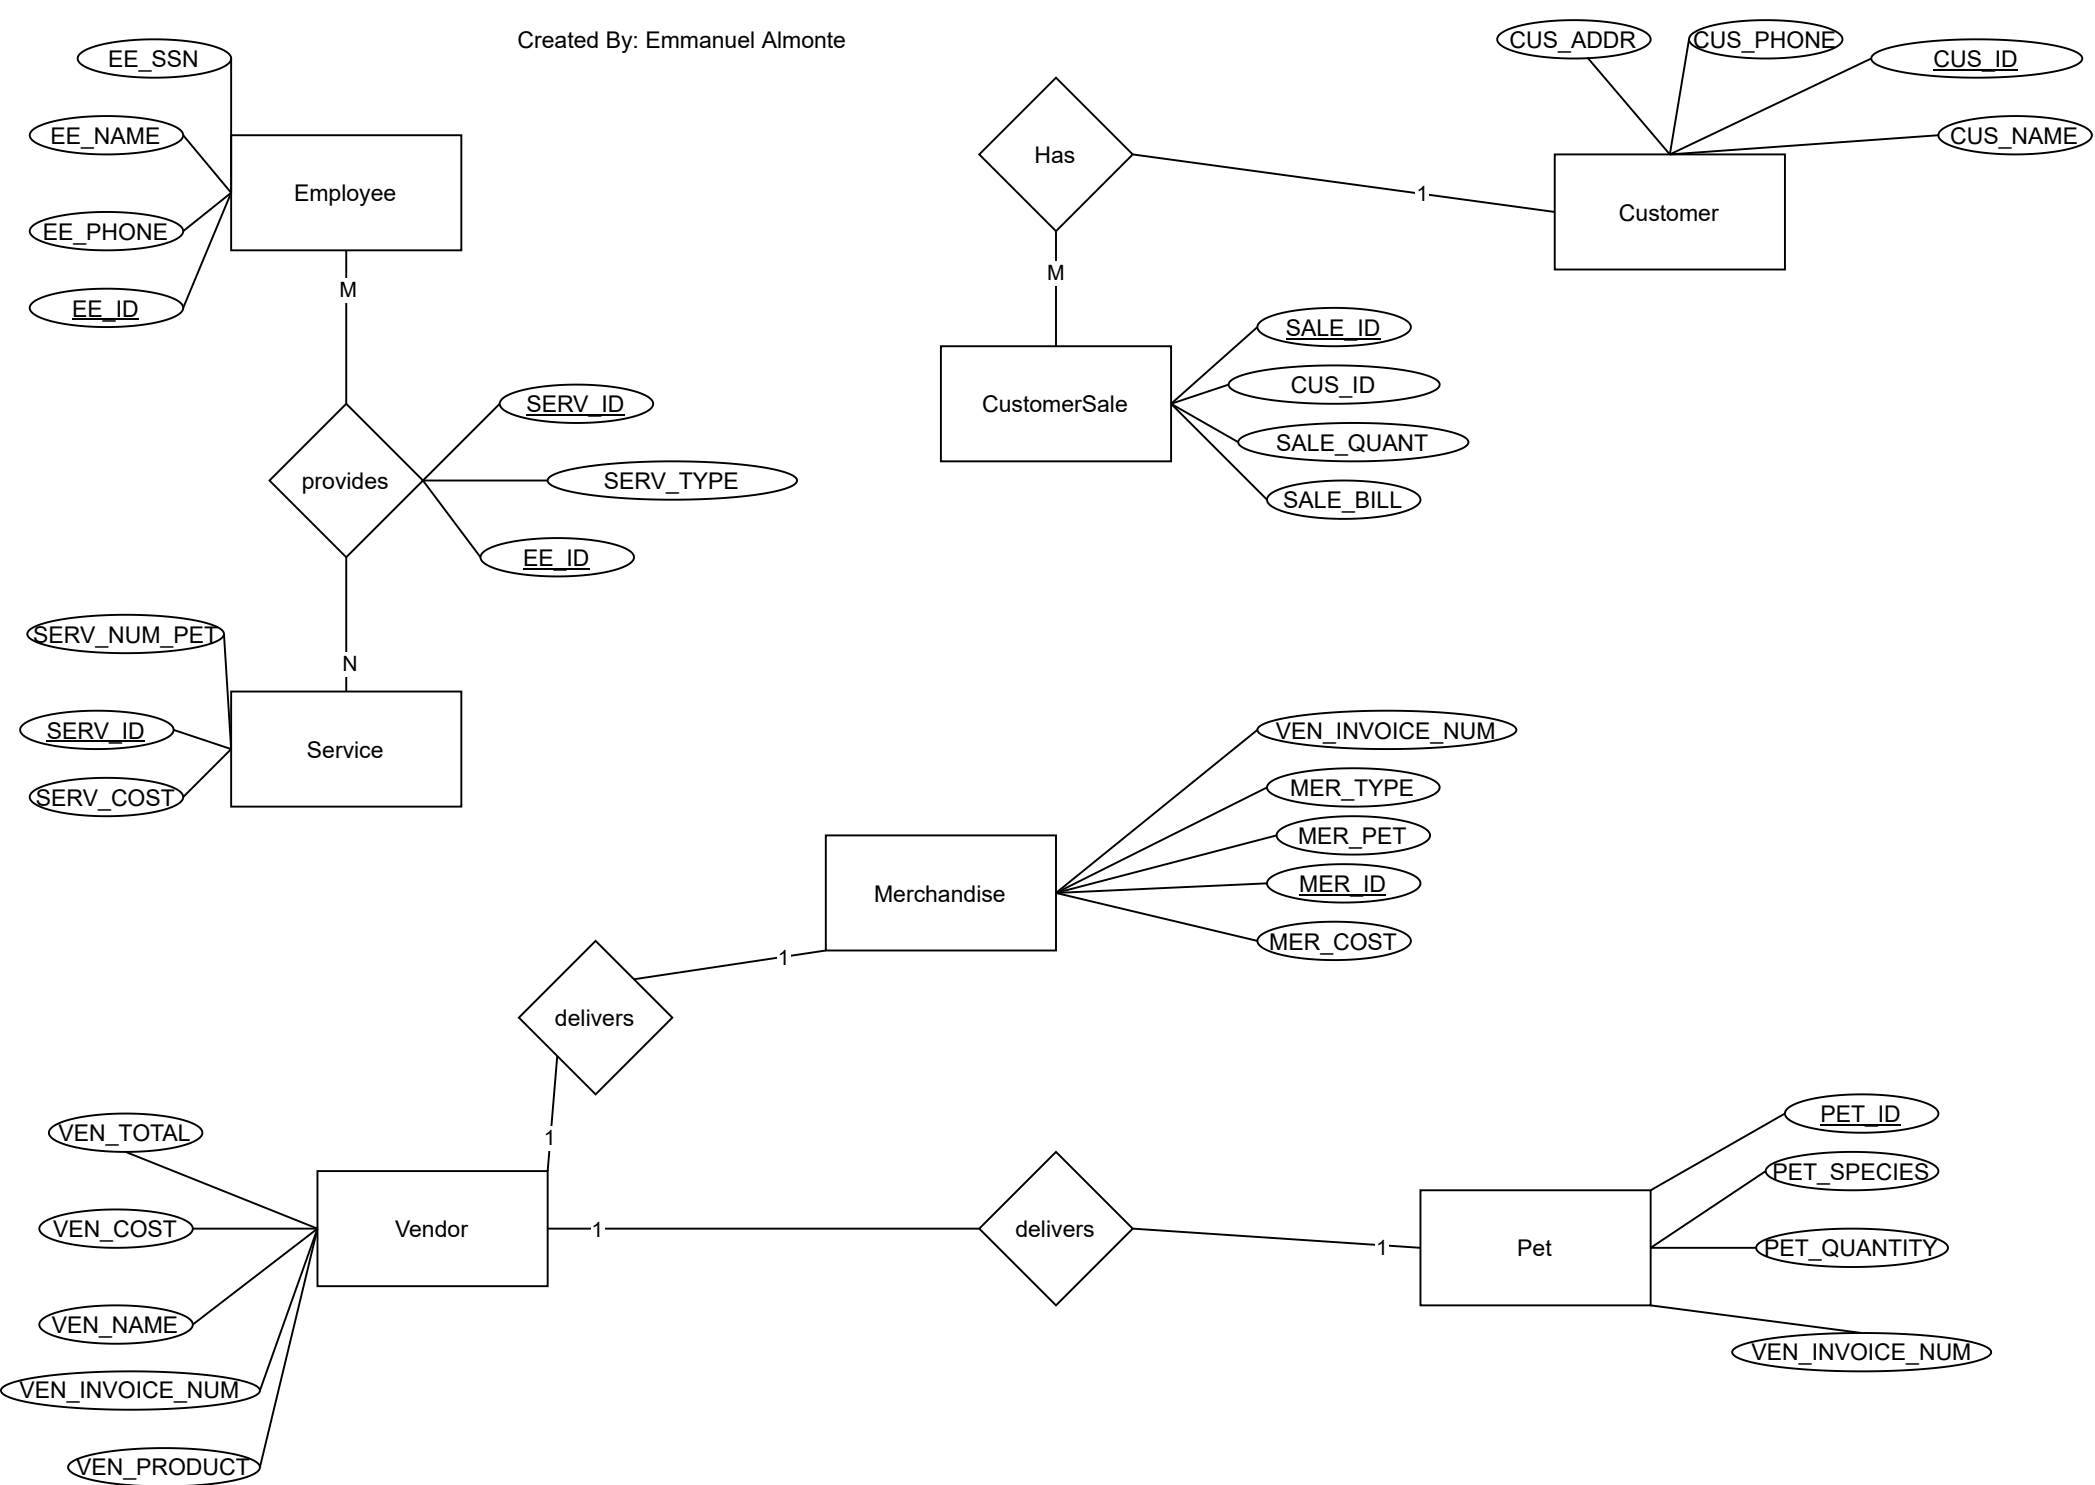 Created By: Emmanuel Almonte
EE_SSN
EE_NAME
EE_PHONE
EE_ID
Employee
M
provides
SERV_ID
SERV_TYPE
EE_ID
N
SERV_NUM_PET
SERV_ID
SERV_COST
Service
CUS_ADDR
CUS_PHONE
CUS_ID
CUS_NAME
Has
1
Customer
M
CustomerSale
SALE_ID
CUS_ID
SALE_QUANT
SALE_BILL
Merchandise
VEN_INVOICE_NUM
MER_TYPE
MER_PET
MER_ID
MER_COST
1
delivers
1
VEN_TOTAL
VEN_COST
VEN_NAME
VEN_INVOICE_NUM
VEN_PRODUCT
Vendor
1
delivers
1
Pet
PET_ID
PET_SPECIES
PET_QUANTITY
VEN_INVOICE_NUM